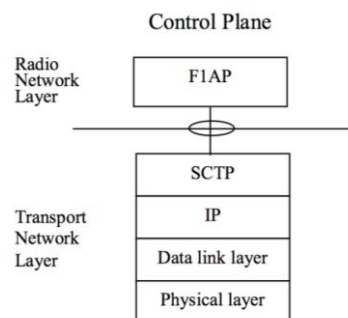 Control Plane
Radio
Network
Layer
F1AP
SCTP
Transport
Network
Layer
IP
Data link layer
Physical layer